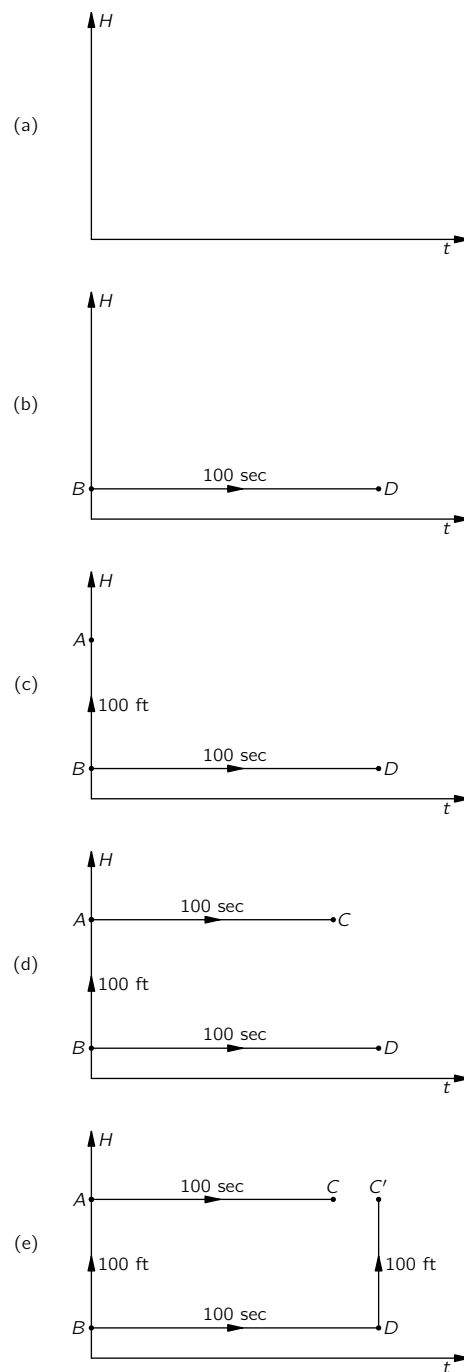 H
(a)
t
H
(b)
100 sec
B D
t
H
A
(c)
100 ft
100 sec
B D
t
H
100 sec
A C
(d)
100 ft
100 sec
B D
t
H
100 sec C C′
A
(e)
100 ft 100 ft
100 sec
B D
t